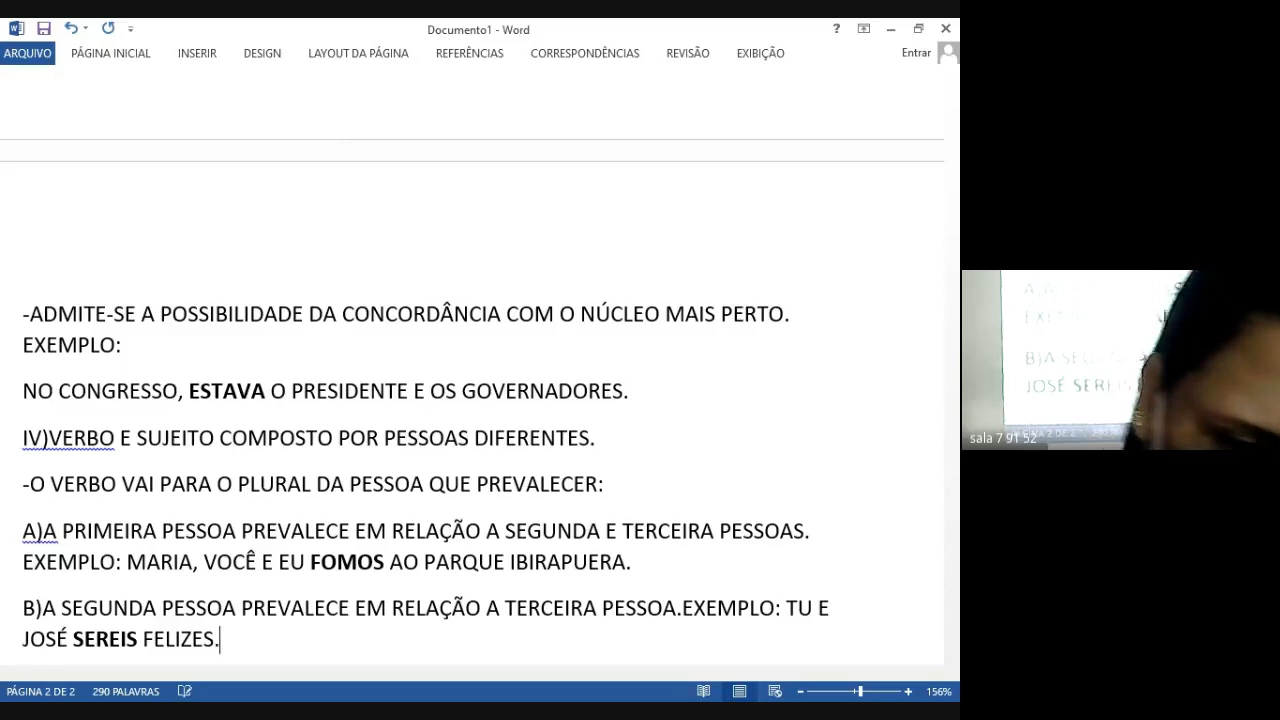 Documento1 - Word
?
ARQUIVO PÁGINA INICIAL INSERIR DESIGN LAYOUT DA PÁGINA REFERÊNCIAS CORRESPONDÊNCIAS REVISÃO EXIBIÇÃO Entrar
-ADMITE-SE A POSSIBILIDADE DA CONCORDÂNCIA COM O NÚCLEO MAIS PERTO.
EXEMPLO:
NO CONGRESSO, ESTAVA O PRESIDENTE E OS GOVERNADORES.
IV)VERBO E SUJEITO COMPOSTO POR PESSOAS DIFERENTES.
-O VERBO VAI PARA O PLURAL DA PESSOA QUE PREVALECER:
A)A PRIMEIRA PESSOA PREVALECE EM RELAÇÃO A SEGUNDA E TERCEIRA PESSOAS.
EXEMPLO: MARIA, VOCÊ E EU FOMOS AO PARQUE IBIRAPUERA.
B)A SEGUNDA PESSOA PREVALECE EM RELAÇÃO A TERCEIRA PESSOA.EXEMPLO: TU E
JOSÉ SEREIS FELIZES.
PÁGINA 2 DE 2 290 PALAVRAS 156%
JOSÉ SEREIS
sala 7 91 52